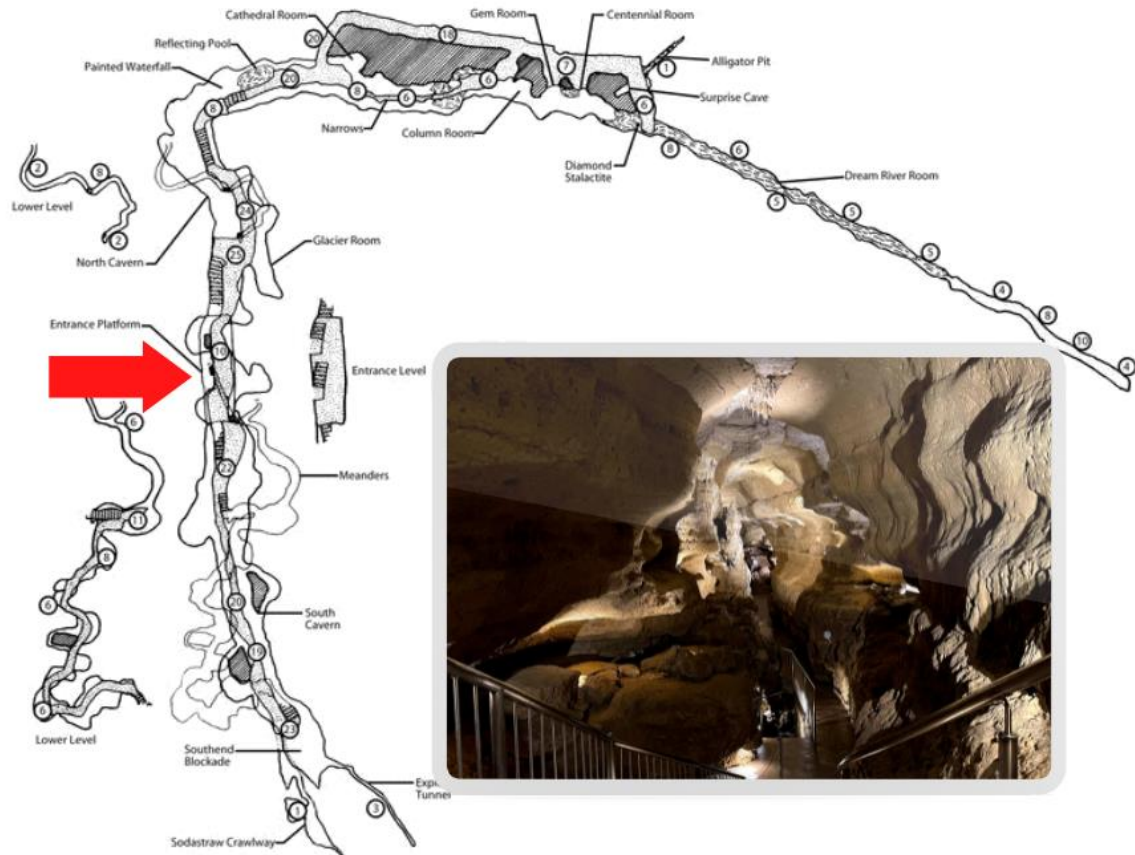 Cathedral Room
Gem Room
Centennial Room
Reflecting Pool
20
18
7
Alligator Pit
1
Painted Waterfall
20
6
8
6
6
Surprise Cave
8
Narrows
Column Room
2
8
8
6
Diamond
Stalactite
Dream River Room
5
Lower Level
24
5
2
North Cavern
25
Glacier Room
5
4
Entrance Platform
8
10
Entrance Level
4
6
22
Meanders
11
8
6
20
South
Cavern
19
6
23
Lower Level
Southend
Blockade
Tunnel
1
3
Sodastraw Crawlway